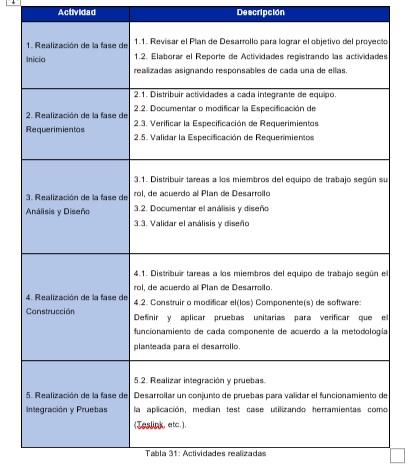 Actividad
Descripción
1. Realización de la fase de
Inicio
1.1. Revisar el Plan de Desarrollo para lograr el objetivo del proyecto
1.2. Elaborar el Reporte de Actividades registrando las actividades
realizadas asignando responsables de cada una de ellas.
2. Realización de la fase de
Requerimientos
2.1. Distribuir actividades a cada integrante de equipo.
2.2. Documentar o modificar la Especificación de
2.3. Verificar la Especificación de Requerimientos
2.5. Validar la Especificación de Requerimientos
3. Realización de la fase de
Análisis y Diseño
3.1. Distribuir tareas a los miembros del equipo de trabajo según su
rol, de acuerdo al Plan de Desarrollo
3.2. Documentar el análisis y diseño
3.3. Validar el análisis y diseño
4. Realización de la fase de
Construcción
4.1. Distribuir tareas a los miembros del equipo de trabajo según el
rol, de acuerdo al Plan de Desarrollo.
4.2. Construir o modificar el(los) Componente(s) de software:
Definir y aplicar pruebas unitarias para verificar que el
funcionamiento de cada componente de acuerdo a la metodología
planteada para el desarrollo.
5. Realización de la fase de
Integración y Pruebas
5.2. Realizar integración y pruebas.
Desarrollar un conjunto de pruebas para validar el funcionamiento de
la aplicación, median test case utilizando herramientas como
(Teslink, etc.).
Tabla 31: Actividades realizadas